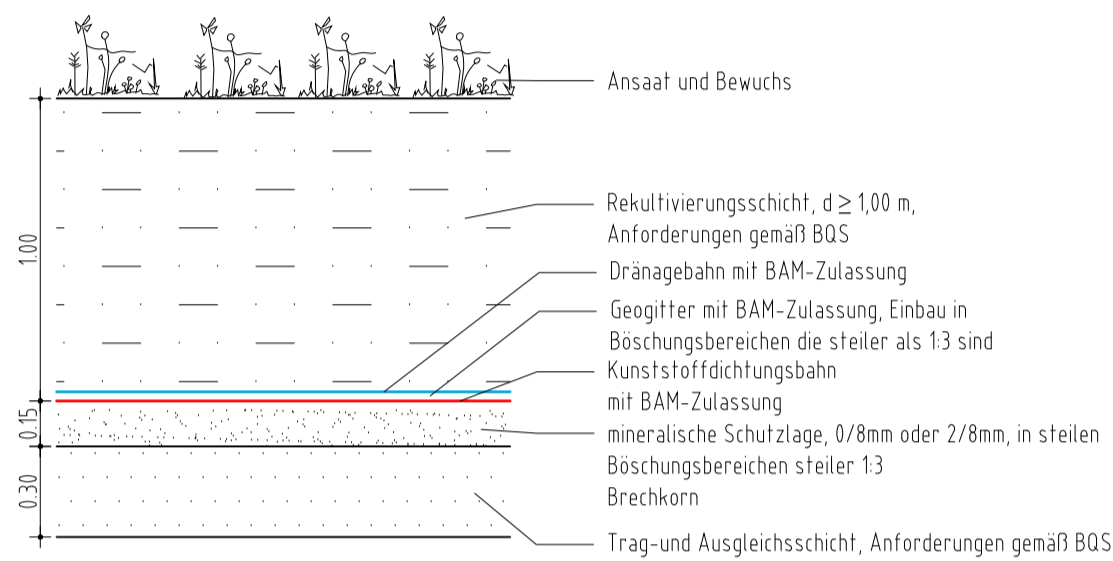 Ansaat und Bewuchs
1.00
Rekultivierungsschicht, d ≥ 1,00 m,
Anforderungen gemäß BQS
Dränagebahn mit BAM-Zulassung
Geogitter mit BAM-Zulassung, Einbau in
Böschungsbereichen die steiler als 1:3 sind
Kunststoffdichtungsbahn
mit BAM-Zulassung
0.15
mineralische Schutzlage, 0/8mm oder 2/8mm, in steilen
Böschungsbereichen steiler 1:3
Brechkorn
0.30
Trag-und Ausgleichsschicht, Anforderungen gemäß BQS